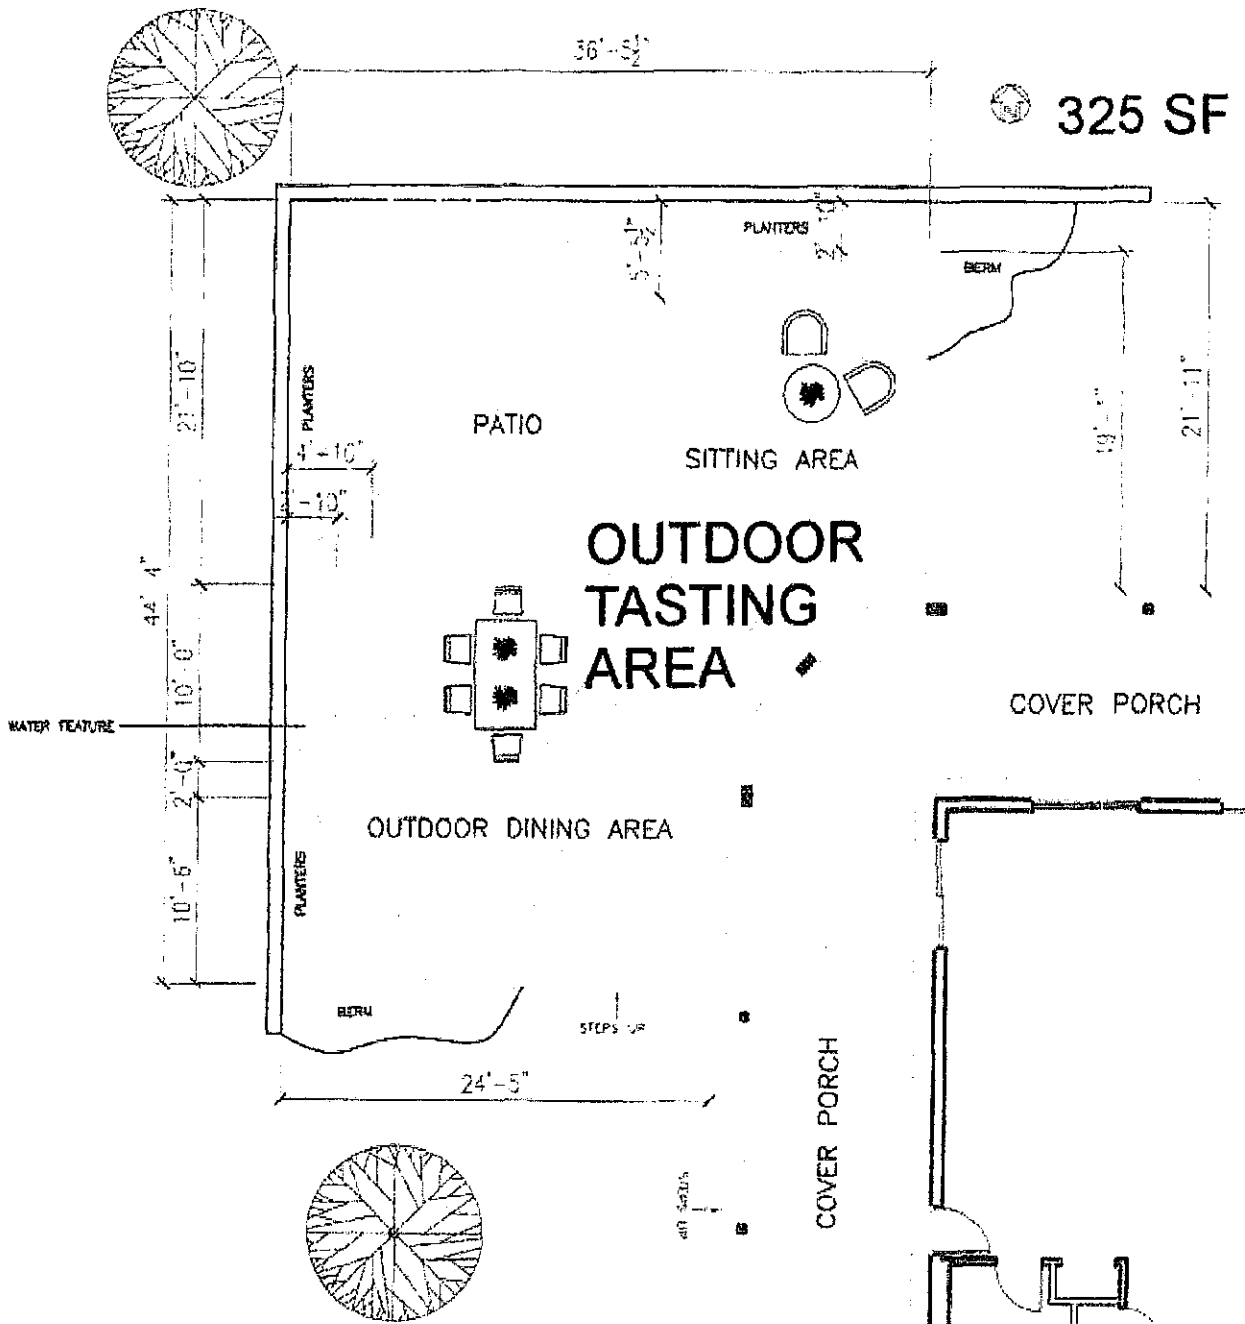 36'-5½"
N
325 SF
PLANTERS
2' 10"
5'-5½"
BERM
PLANTERS
21'-10"
21'-11"
PATIO
4'-10"
SITTING AREA
OUTDOOR
TASTING
AREA
44' 4"
10'-0"
COVER PORCH
WATER FEATURE
2'-0"
OUTDOOR DINING AREA
PLANTERS
10'-6"
BERM
STEPS UP
24'-5"
COVER PORCH